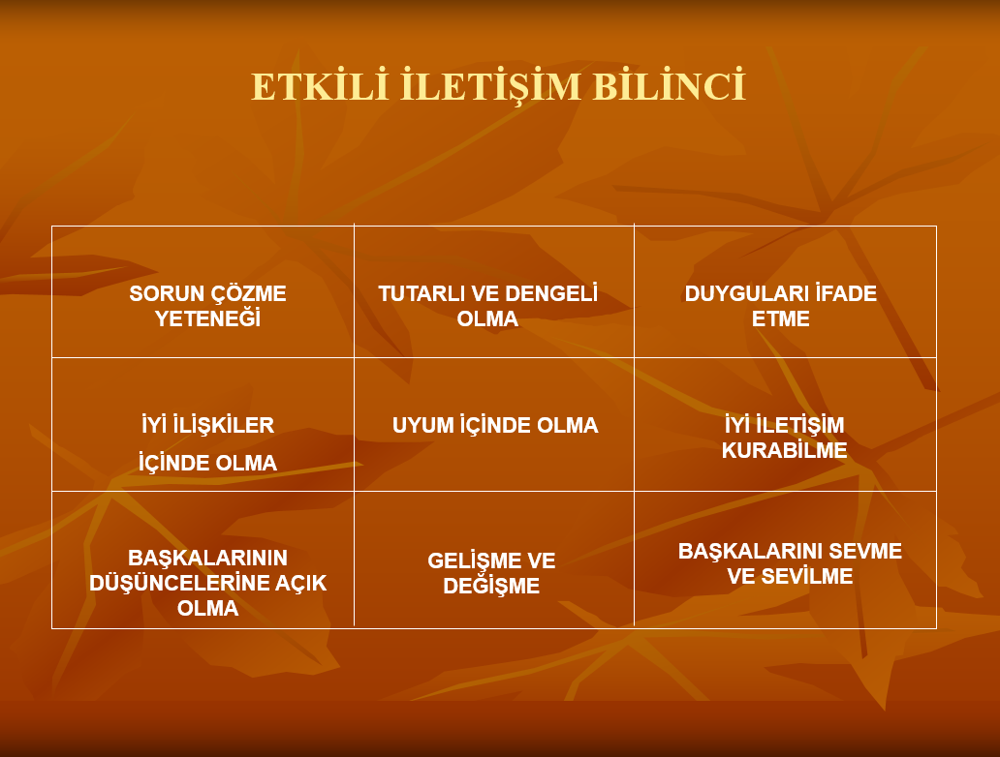 ETKİLİ İLETİŞİM BİLİNCİ
SORUN ÇÖZME
YETENEĞİ
TUTARLI VE DENGELİ
OLMA
DUYGULARI İFADE
ETME
İYİ İLİŞKİLER
İÇİNDE OLMA
UYUM İÇİNDE OLMA
İYİ İLETİŞİM
KURABİLME
BAŞKALARININ
DÜŞÜNCELERİNE AÇIK
OLMA
GELİŞME VE
DEĞİŞME
BAŞKALARINI SEVME
VE SEVİLME